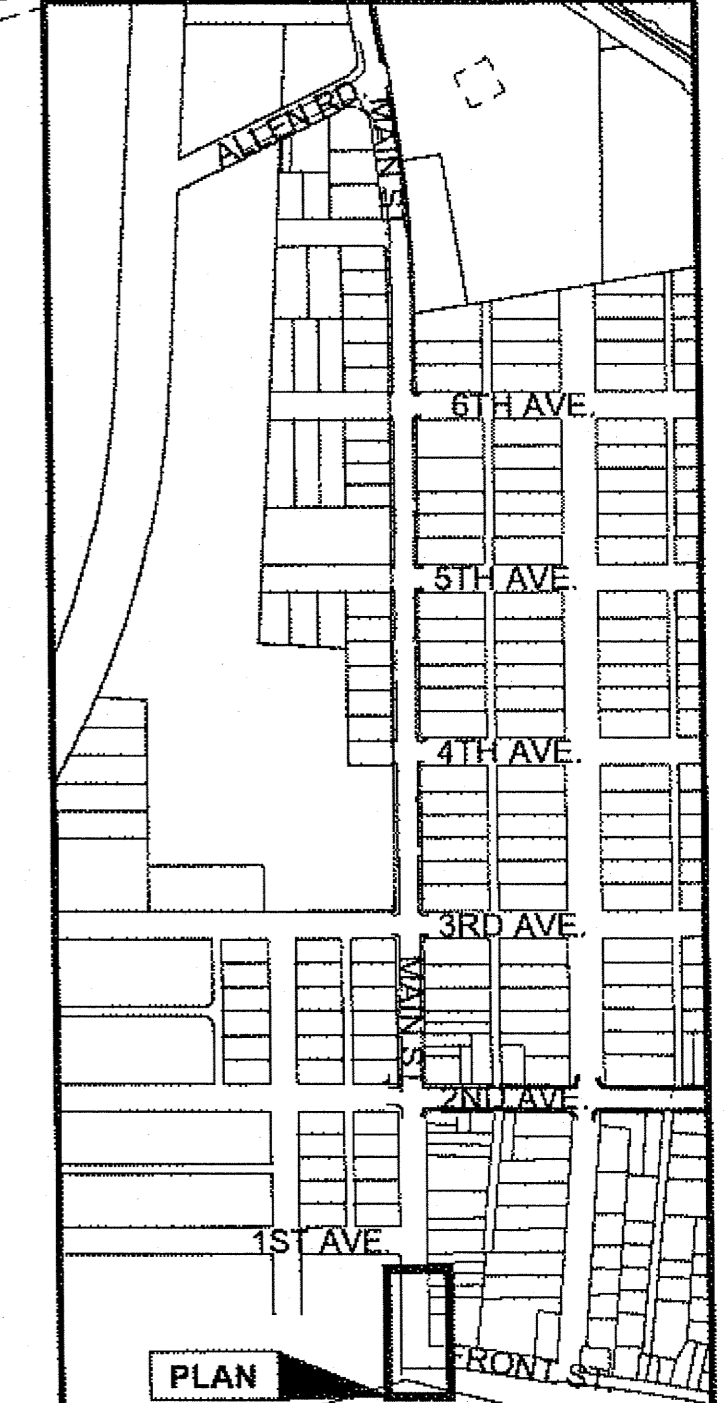 ALLEN RD.
MAIN ST.
6TH AVE.
5TH AVE.
4TH AVE.
3RD AVE.
MAIN ST.
2ND AVE.
1ST AVE.
FRONT ST.
PLAN